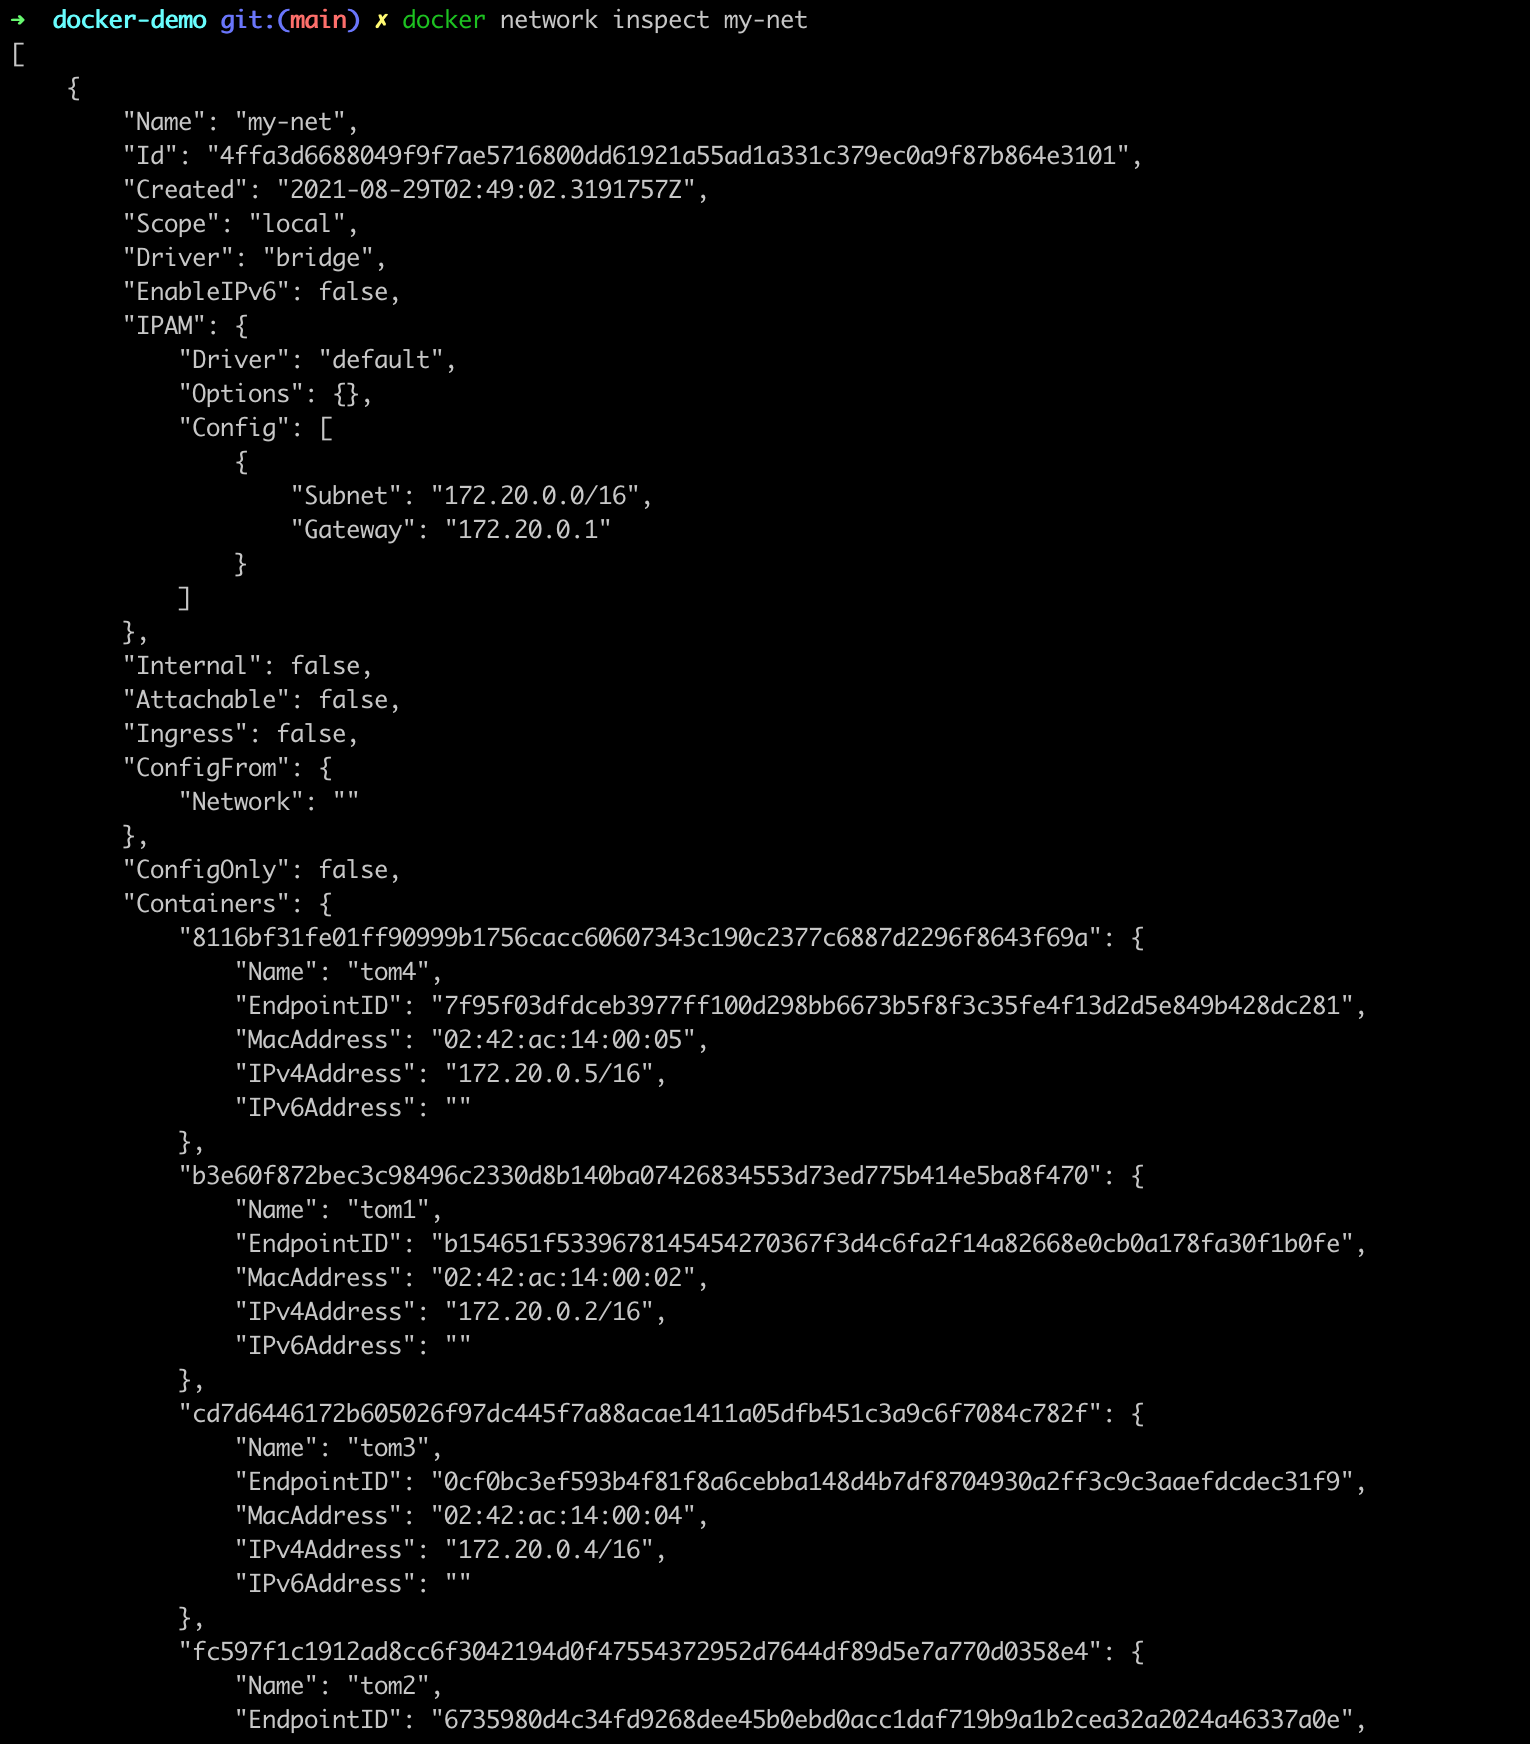 ➜  docker-demo git:(main) ✗ docker network inspect my-net
[
    {
        "Name": "my-net",
        "Id": "4ffa3d6688049f9f7ae5716800dd61921a55ad1a331c379ec0a9f87b864e3101",
        "Created": "2021-08-29T02:49:02.3191757Z",
        "Scope": "local",
        "Driver": "bridge",
        "EnableIPv6": false,
        "IPAM": {
            "Driver": "default",
            "Options": {},
            "Config": [
                {
                    "Subnet": "172.20.0.0/16",
                    "Gateway": "172.20.0.1"
                }
            ]
        },
        "Internal": false,
        "Attachable": false,
        "Ingress": false,
        "ConfigFrom": {
            "Network": ""
        },
        "ConfigOnly": false,
        "Containers": {
            "8116bf31fe01ff90999b1756cacc60607343c190c2377c6887d2296f8643f69a": {
                "Name": "tom4",
                "EndpointID": "7f95f03dfdceb3977ff100d298bb6673b5f8f3c35fe4f13d2d5e849b428dc281",
                "MacAddress": "02:42:ac:14:00:05",
                "IPv4Address": "172.20.0.5/16",
                "IPv6Address": ""
            },
            "b3e60f872bec3c98496c2330d8b140ba07426834553d73ed775b414e5ba8f470": {
                "Name": "tom1",
                "EndpointID": "b154651f5339678145454270367f3d4c6fa2f14a82668e0cb0a178fa30f1b0fe",
                "MacAddress": "02:42:ac:14:00:02",
                "IPv4Address": "172.20.0.2/16",
                "IPv6Address": ""
            },
            "cd7d6446172b605026f97dc445f7a88acae1411a05dfb451c3a9c6f7084c782f": {
                "Name": "tom3",
                "EndpointID": "0cf0bc3ef593b4f81f8a6cebba148d4b7df8704930a2ff3c9c3aaefdcdec31f9",
                "MacAddress": "02:42:ac:14:00:04",
                "IPv4Address": "172.20.0.4/16",
                "IPv6Address": ""
            },
            "fc597f1c1912ad8cc6f3042194d0f47554372952d7644df89d5e7a770d0358e4": {
                "Name": "tom2",
                "EndpointID": "6735980d4c34fd9268dee45b0ebd0acc1daf719b9a1b2cea32a2024a46337a0e",